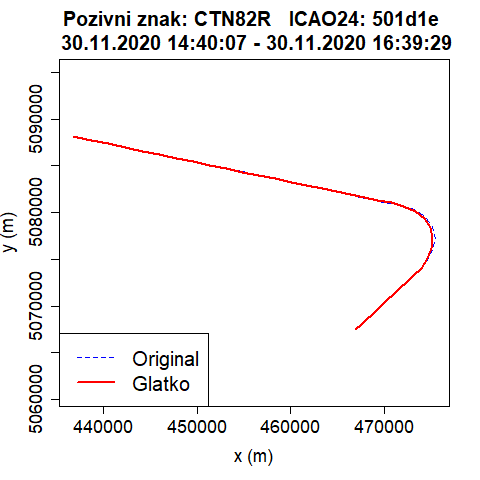 Pozivni znak: CTN82R   ICAO24: 501d1e
30.11.2020 14:40:07 - 30.11.2020 16:39:29
y (m)
5090000
5080000
5070000
5060000
Original
Glatko
440000
450000
460000
470000
x (m)